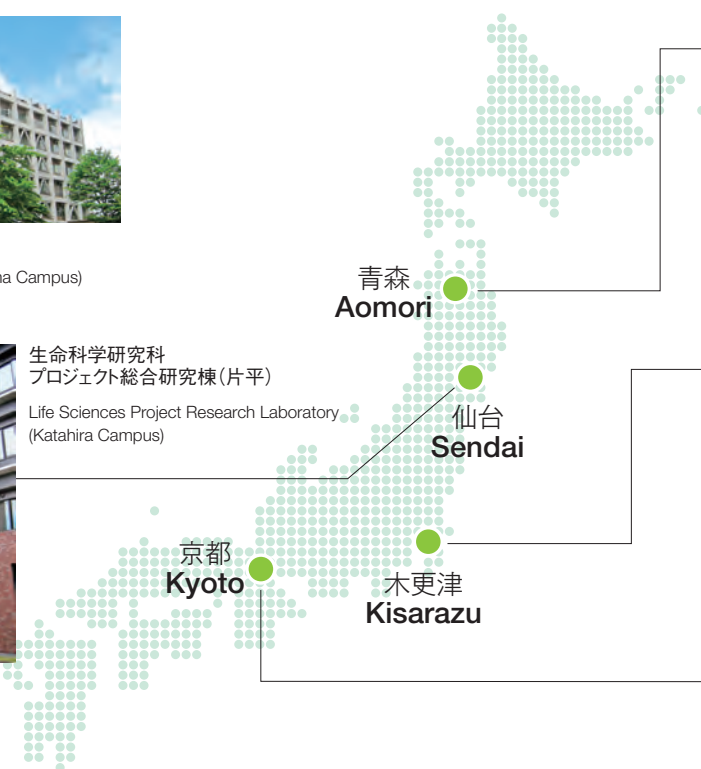 Campus)
青森
Aomori
生命科学研究科
プロジェクト総合研究棟（片平）
Life Sciences Project Research Laboratory
(Katahira Campus)
仙台
Sendai
京都
Kyoto
木更津
Kisarazu